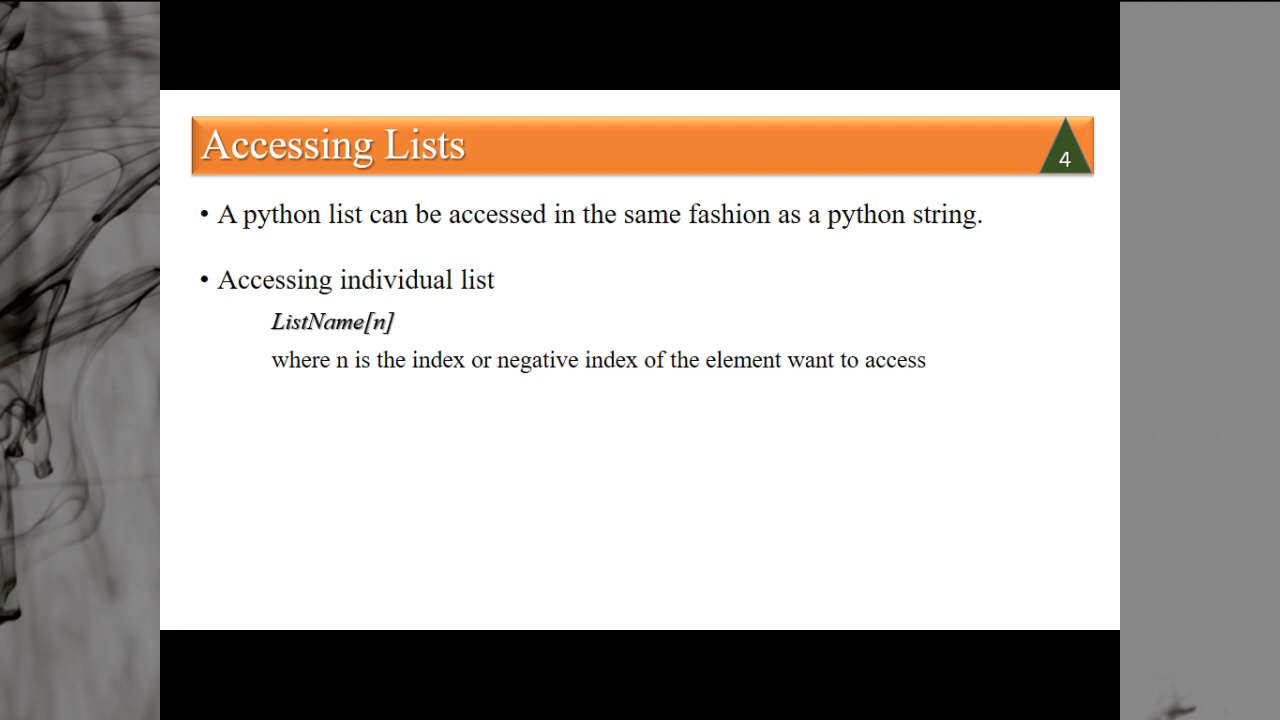 Accessing Lists
4
• A python list can be accessed in the same fashion as a python string.
• Accessing individual list
ListName[n]
where n is the index or negative index of the element want to access